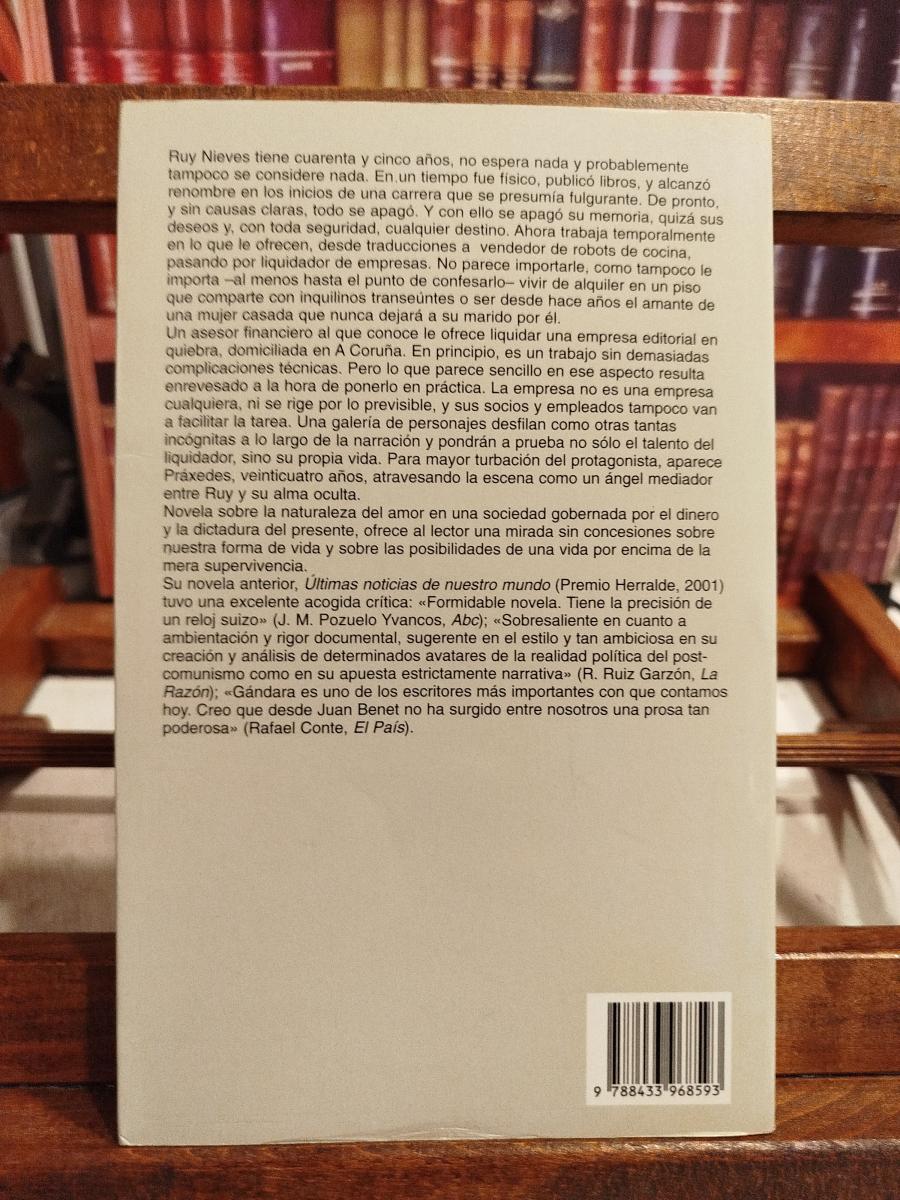 Ruy Nieves tiene cuarenta y cinco años, no espera nada y probablemente
tampoco se considere nada. En un tiempo fue físico, publicó libros, y alcanzó
renombre en los inicios de una carrera que se presumía fulgurante. De pronto,
y sin causas claras, todo se apagó. Y con ello se apagó su memoria, quizá sus
deseos y, con toda seguridad, cualquier destino. Ahora trabaja temporalmente
en lo que le ofrecen, desde traducciones a vendedor de robots de cocina,
pasando por liquidador de empresas. No parece importarle, como tampoco le
importa –al menos hasta el punto de confesarlo– vivir de alquiler en un piso
que comparte con inquilinos transeúntes o ser desde hace años el amante de
una mujer casada que nunca dejará a su marido por él.
Un asesor financiero al que conoce le ofrece liquidar una empresa editorial en
quiebra, domiciliada en A Coruña. En principio, es un trabajo sin demasiadas
complicaciones técnicas. Pero lo que parece sencillo en ese aspecto resulta
enrevesado a la hora de ponerlo en práctica. La empresa no es una empresa
cualquiera, ni se rige por lo previsible, y sus socios y empleados tampoco van
a facilitar la tarea. Una galería de personajes desfilan como otras tantas
incógnitas a lo largo de la narración y pondrán a prueba no sólo el talento del
liquidador, sino su propia vida. Para mayor turbación del protagonista, aparece
Práxedes, veinticuatro años, atravesando la escena como un ángel mediador
entre Ruy y su alma oculta.
Novela sobre la naturaleza del amor en una sociedad gobernada por el dinero
y la dictadura del presente, ofrece al lector una mirada sin concesiones sobre
nuestra forma de vida y sobre las posibilidades de una vida por encima de la
mera supervivencia.
Su novela anterior, Últimas noticias de nuestro mundo (Premio Herralde, 2001)
tuvo una excelente acogida crítica: «Formidable novela. Tiene la precisión de
un reloj suizo» (J. M. Pozuelo Yvancos, Abc); «Sobresaliente en cuanto a
ambientación y rigor documental, sugerente en el estilo y tan ambiciosa en su
creación y análisis de determinados avatares de la realidad política del post-
comunismo como en su apuesta estrictamente narrativa» (R. Ruiz Garzón, La
Razón); «Gándara es uno de los escritores más importantes con que contamos
hoy. Creo que desde Juan Benet no ha surgido entre nosotros una prosa tan
poderosa» (Rafael Conte, El País).
9 788433 968593